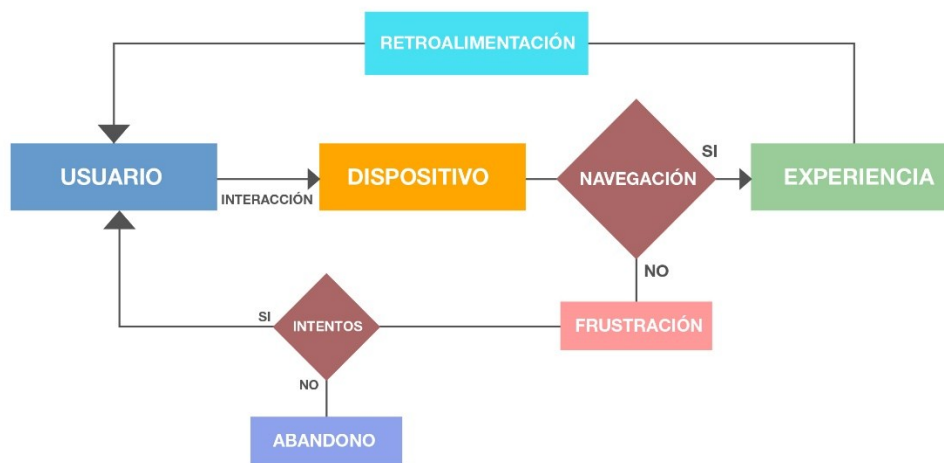 RETROALIMENTACIÓN
USUARIO
INTERACCIÓN
DISPOSITIVO
NAVEGACIÓN
SI
EXPERIENCIA
NO
FRUSTRACIÓN
INTENTOS
SI
NO
ABANDONO